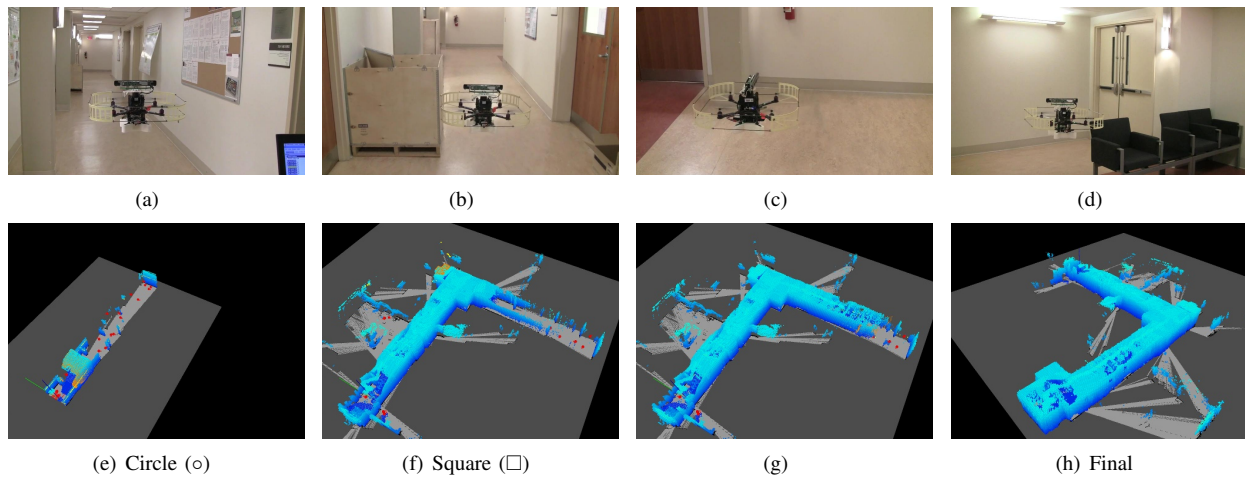 (a)
(b)
(c)
(d)
(e) Circle (○)
(f) Square (□)
(g)
(h) Final